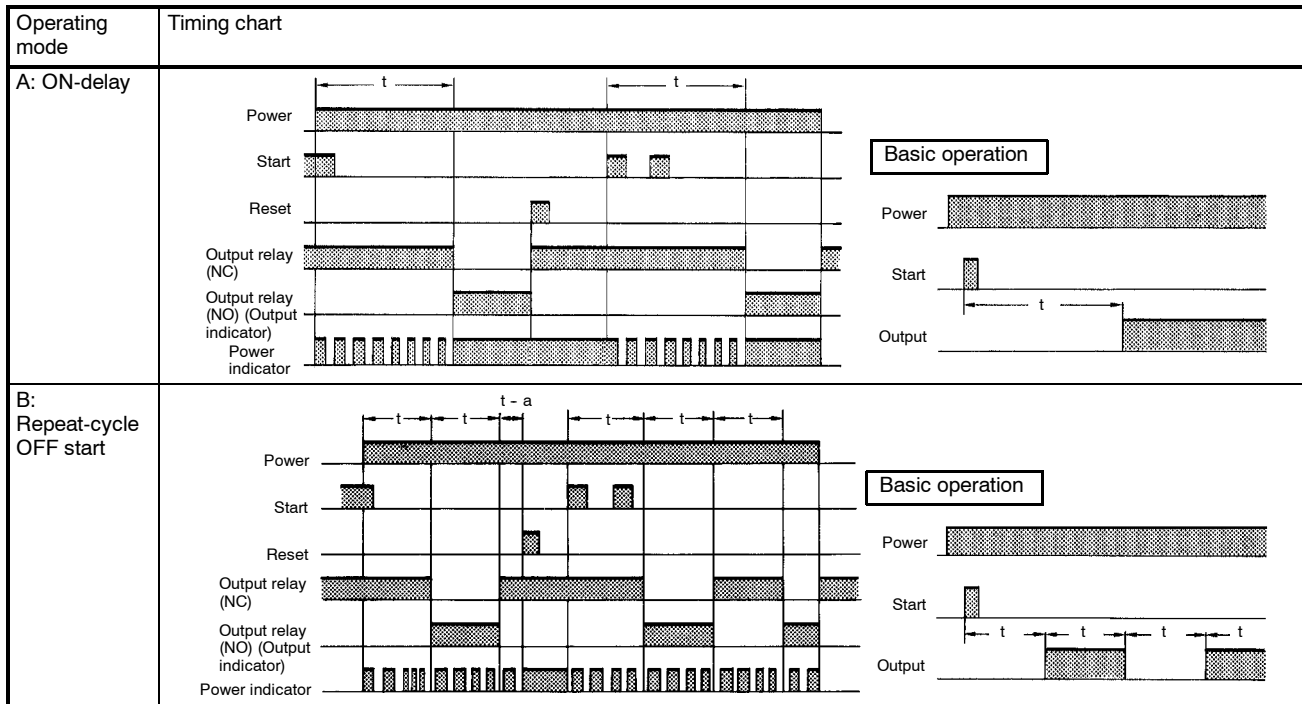 Operating mode
Timing chart
A: ON-delay
t
t
Power
Start
Reset
Output relay
(NC)
Output relay
(NO) (Output
indicator)
Power
indicator
Basic operation
Power
Start
t
Output
B:
Repeat-cycle
OFF start
t - a
t
t
t
t
t
Power
Start
Reset
Output relay
(NC)
Output relay
(NO) (Output
indicator)
Power indicator
Basic operation
Power
Start
t
t
t
t
Output